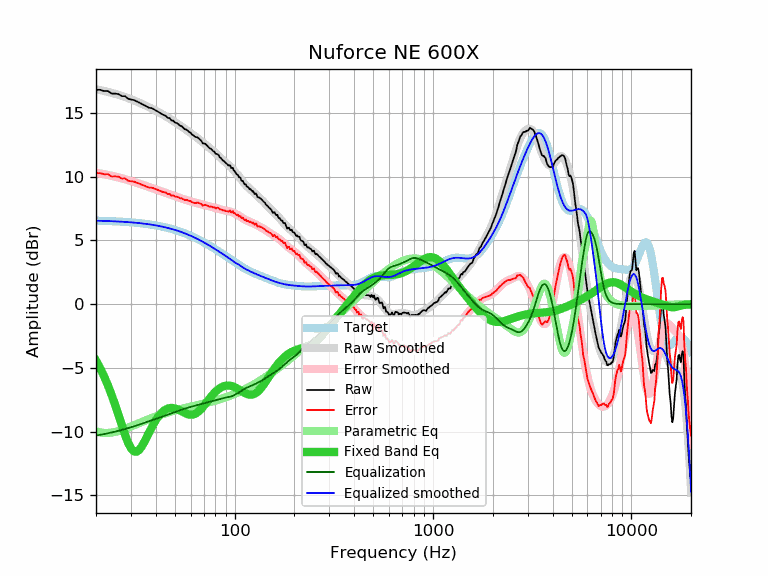 Nuforce NE 600X
Amplitude (dBr)
15
10
5
0
−5
−10
−15
Target
Raw Smoothed
Error Smoothed
Raw
Error
Parametric Eq
Fixed Band Eq
Equalization
Equalized smoothed
100
1000
10000
Frequency (Hz)